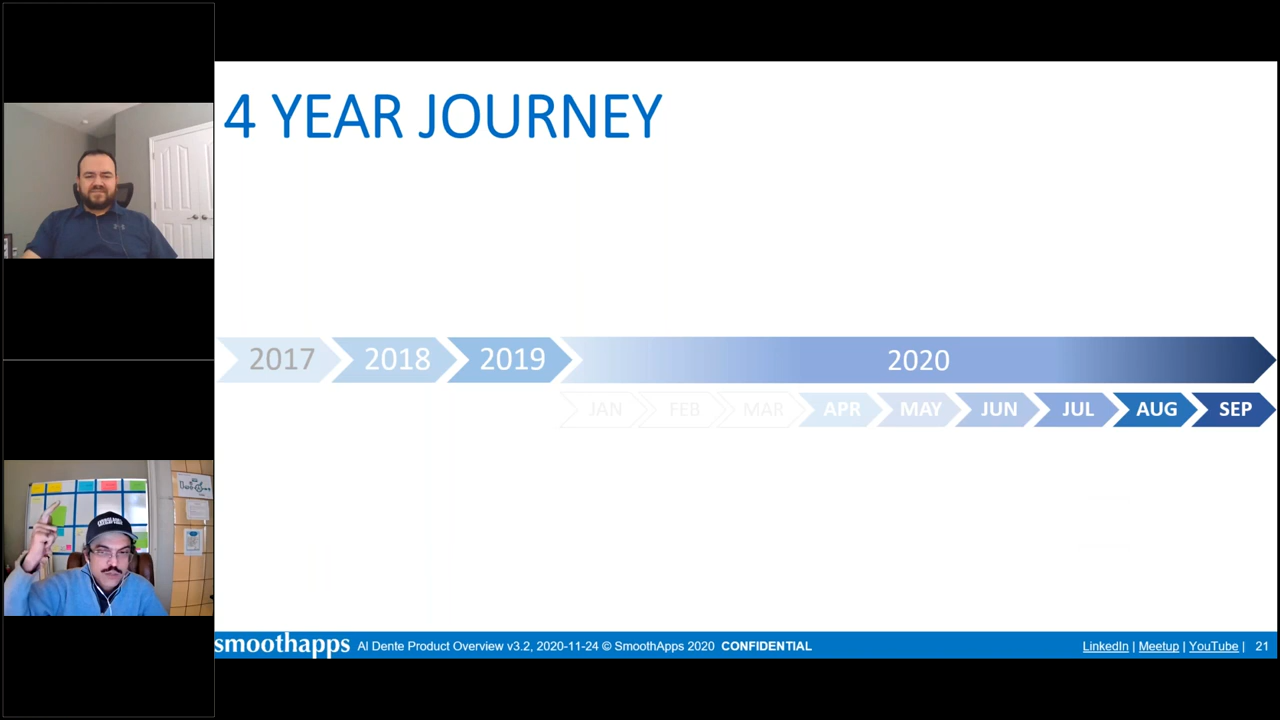 4 YEAR JOURNEY
2017 2018 2019 2020
JAN FEB MAR APR MAY JUN JUL AUG SEP
smoothapps Al Dente Product Overview v3.2, 2020-11-24 © SmoothApps 2020 CONFIDENTIAL LinkedIn | Meetup | YouTube | 21